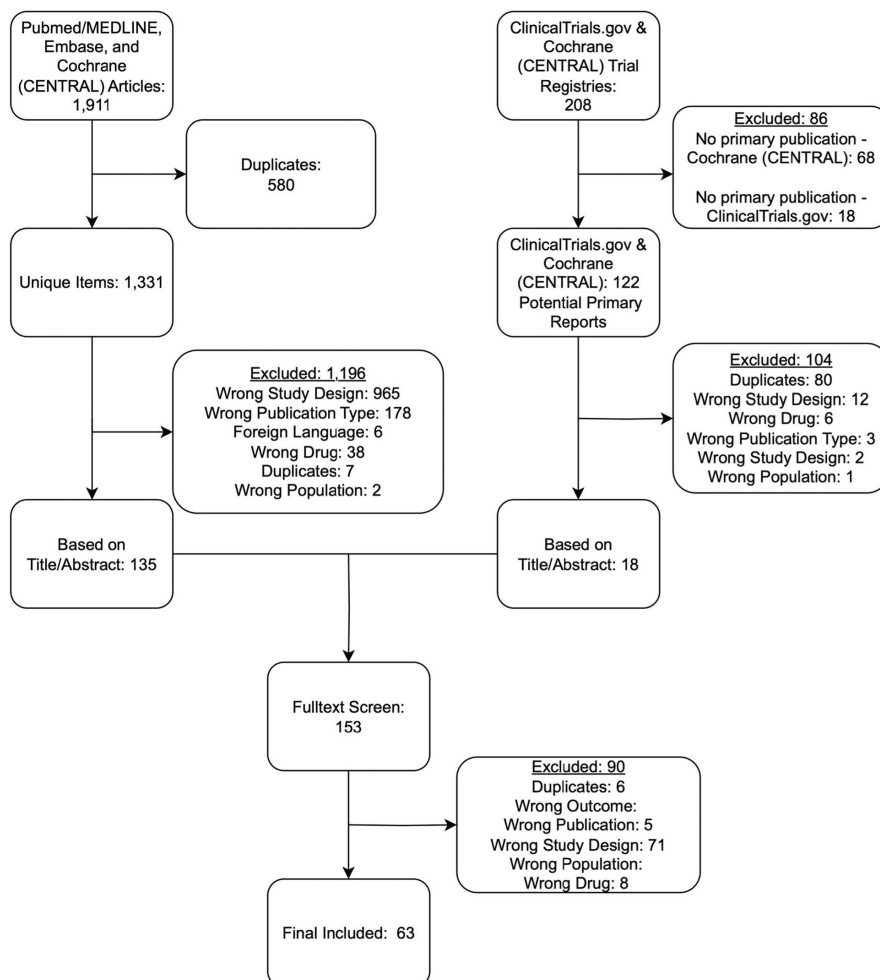 Pubmed/MEDLINE,
Embase, and
Cochrane
(CENTRAL) Articles:
1,911
ClinicalTrials.gov &
Cochrane
(CENTRAL) Trial
Registries:
208
Excluded: 86
No primary publication -
Cochrane (CENTRAL): 68
No primary publication -
ClinicalTrials.gov: 18
Duplicates:
580
Unique Items: 1,331
ClinicalTrials.gov &
Cochrane
(CENTRAL): 122
Potential Primary
Reports
Excluded: 1,196
Wrong Study Design: 965
Wrong Publication Type: 178
Foreign Language: 6
Wrong Drug: 38
Duplicates: 7
Wrong Population: 2
Excluded: 104
Duplicates: 80
Wrong Study Design: 12
Wrong Drug: 6
Wrong Publication Type: 3
Wrong Study Design: 2
Wrong Population: 1
Based on
Title/Abstract: 135
Based on
Title/Abstract: 18
Fulltext Screen:
153
Excluded: 90
Duplicates: 6
Wrong Outcome:
Wrong Publication: 5
Wrong Study Design: 71
Wrong Population:
Wrong Drug: 8
Final Included: 63